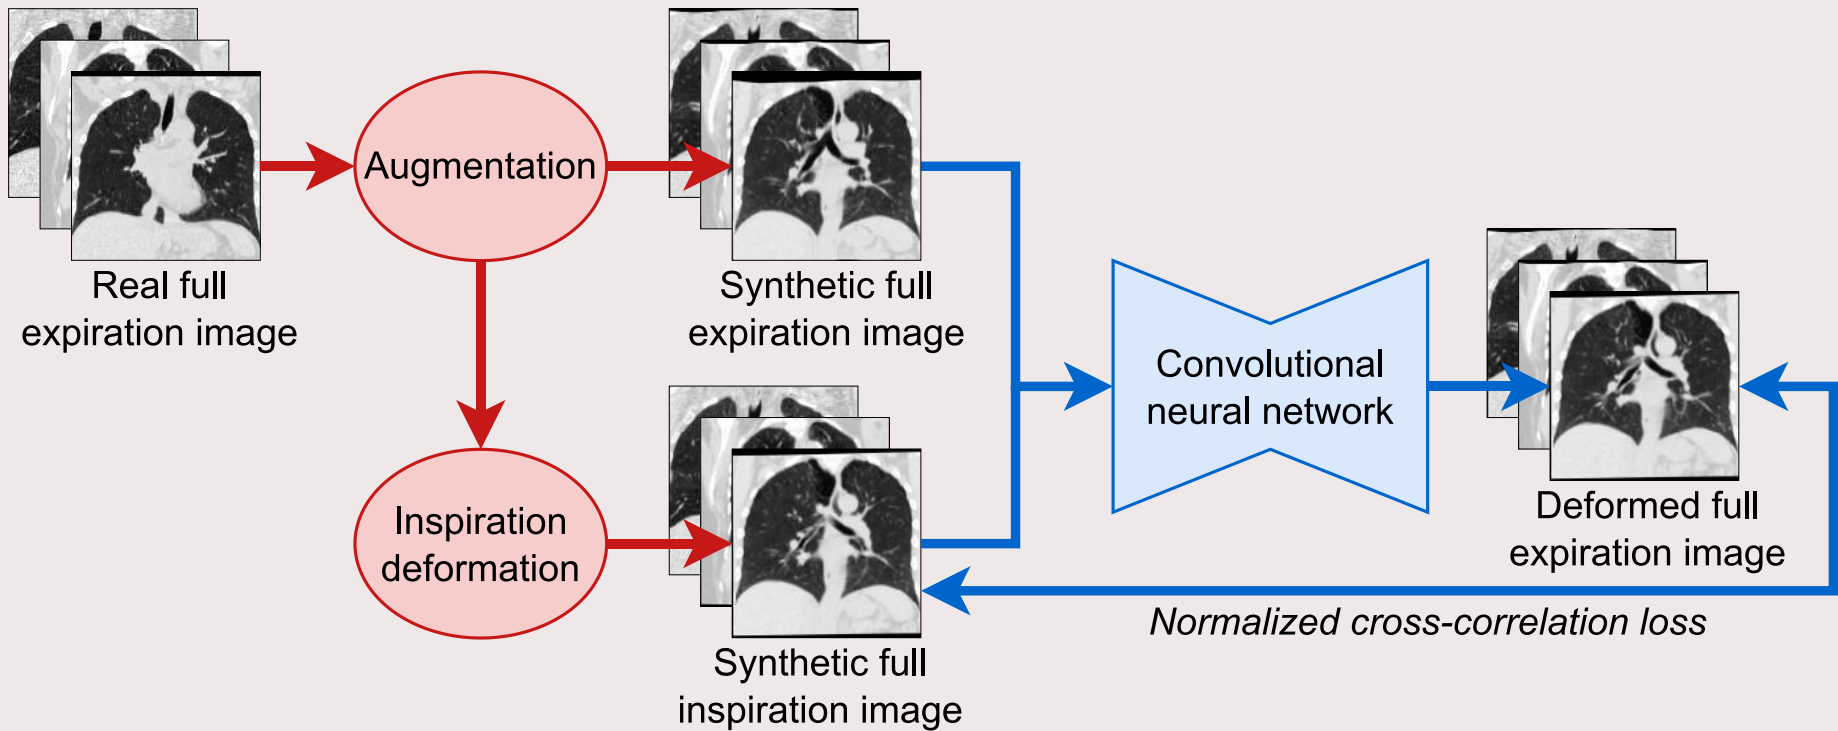 Augmentation
Real full
expiration image
Synthetic full
expiration image
Inspiration
deformation
Synthetic full
inspiration image
Convolutional
neural network
Deformed full
expiration image
Normalized cross-correlation loss